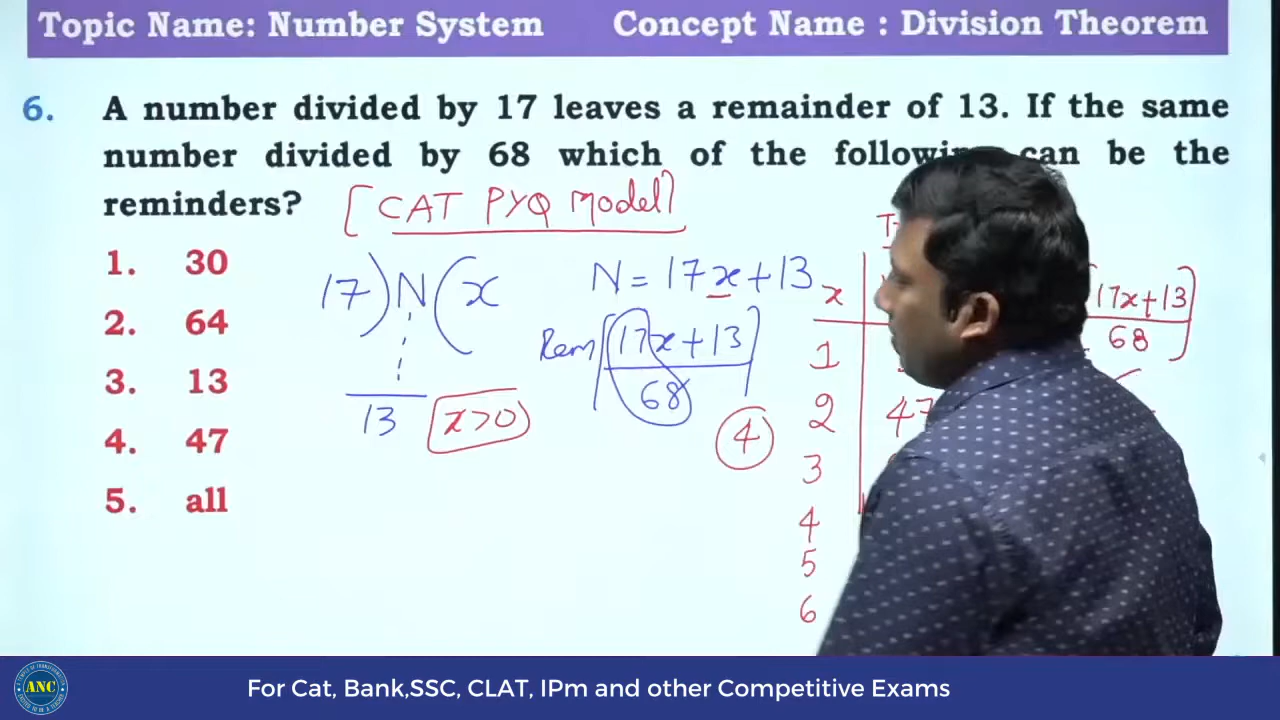 Topic Name: Number System Concept Name : Division Theorem
6. A number divided by 17 leaves a remainder of 13. If the same
number divided by 68 which of the can be the
reminders? [CAT PYQ Model]
1. 30
2. 64
3. 13
4. 47
5. all
17) N ( x
13
x>0
N = 17x + 13
Rem [17x + 13
68]
4
x
17x+13]
68
1
2 47
3
4
5
6
ANC
For Cat, Bank,SSC, CLAT, IPm and other Competitive Exams